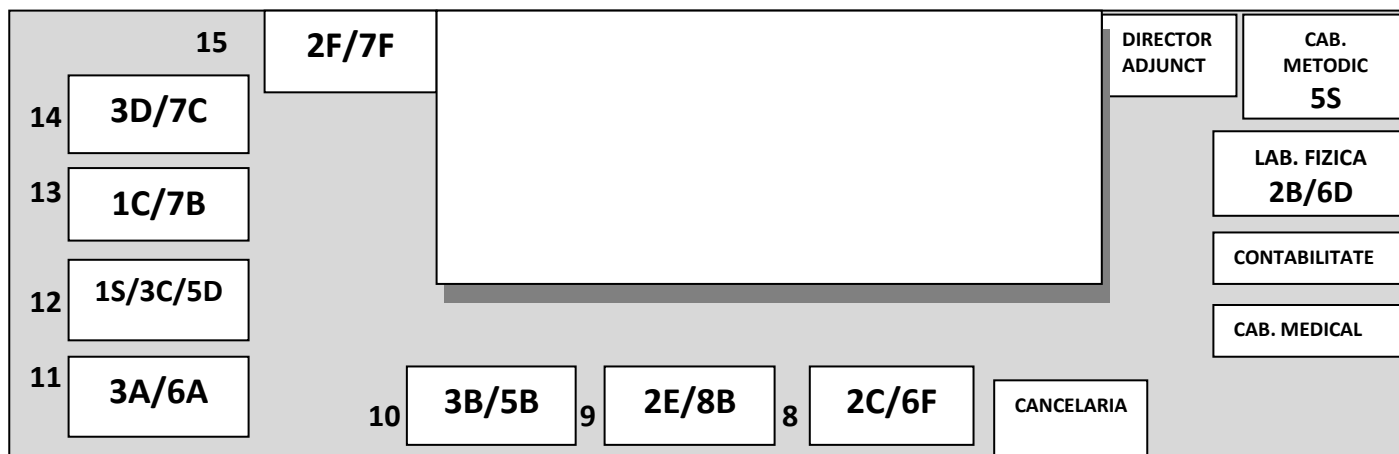 15
2F/7F
DIRECTOR
ADJUNCT
CAB.
METODIC
5S
14
3D/7C
LAB. FIZICA
2B/6D
13
1C/7B
CONTABILITATE
12
1S/3C/5D
CAB. MEDICAL
11
3A/6A
10
3B/5B
9
2E/8B
8
2C/6F
CANCELARIA